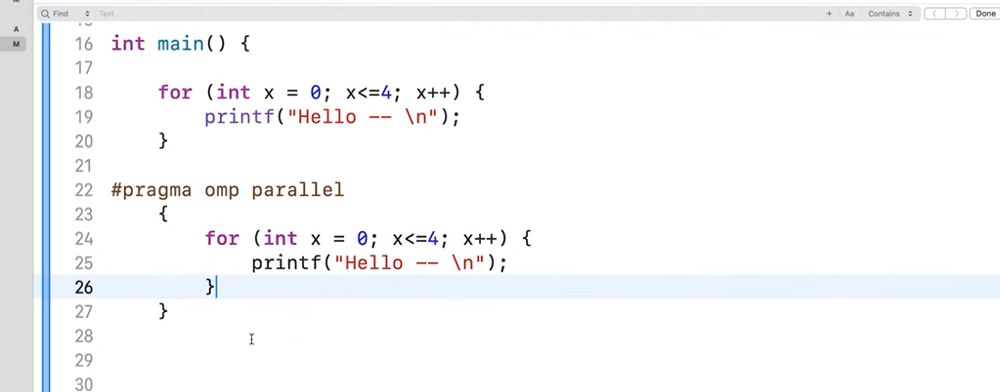 M
Find Text + Aa Contains Done
A
M
16 int main() {
17
18 for (int x = 0; x<=4; x++) {
19 printf("Hello -- \n");
20 }
21
22 #pragma omp parallel
23 {
24 for (int x = 0; x<=4; x++) {
25 printf("Hello -- \n");
26 }
27 }
28
29
30